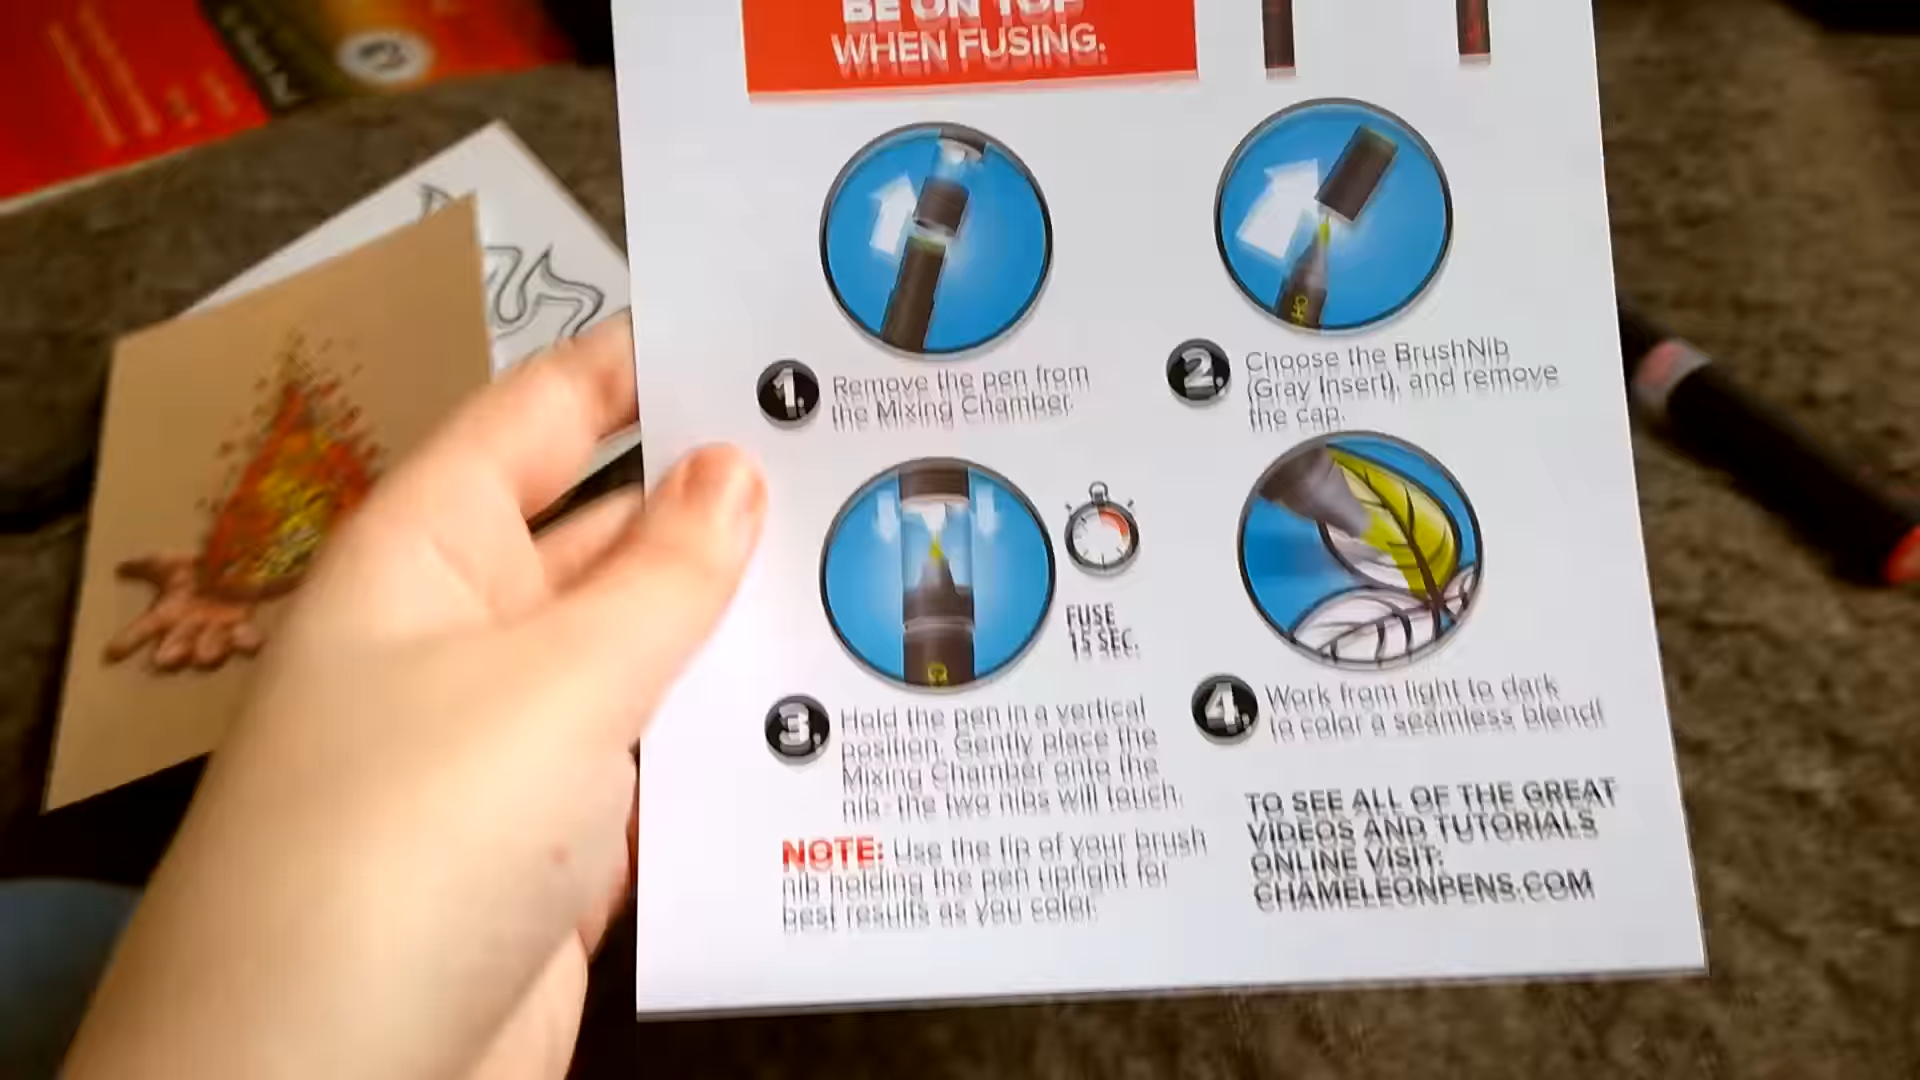 BE ON TOP
WHEN FUSING.
1. Remove the pen from
the Mixing Chamber.
2. Choose the BrushNib
(Gray Insert), and remove
the cap.
FUSE
15 SEC.
3. Hold the pen in a vertical
position. Gently place the
Mixing Chamber onto the
nib- the two nibs will touch.
4. Work from light to dark
to color a seamless blend!
NOTE: Use the tip of your brush
nib holding the pen upright for
best results as you color.
TO SEE ALL OF THE GREAT
VIDEOS AND TUTORIALS
ONLINE VISIT:
CHAMELEONPENS.COM